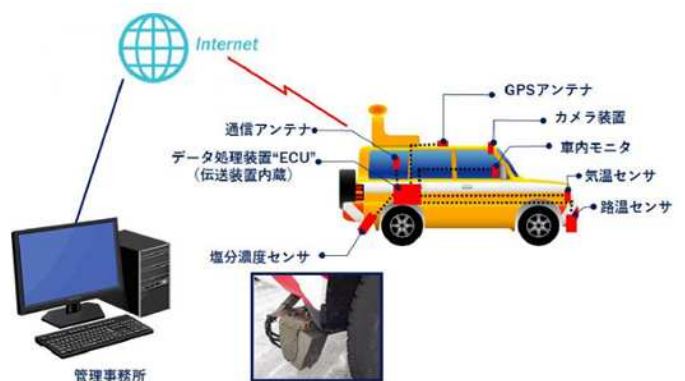 Internet
GPSアンテナ
カメラ装置
通信アンテナ
車内モニタ
データ処理装置“ECU”
(伝送装置内蔵)
気温センサ
路温センサ
塩分濃度センサ
管理事務所